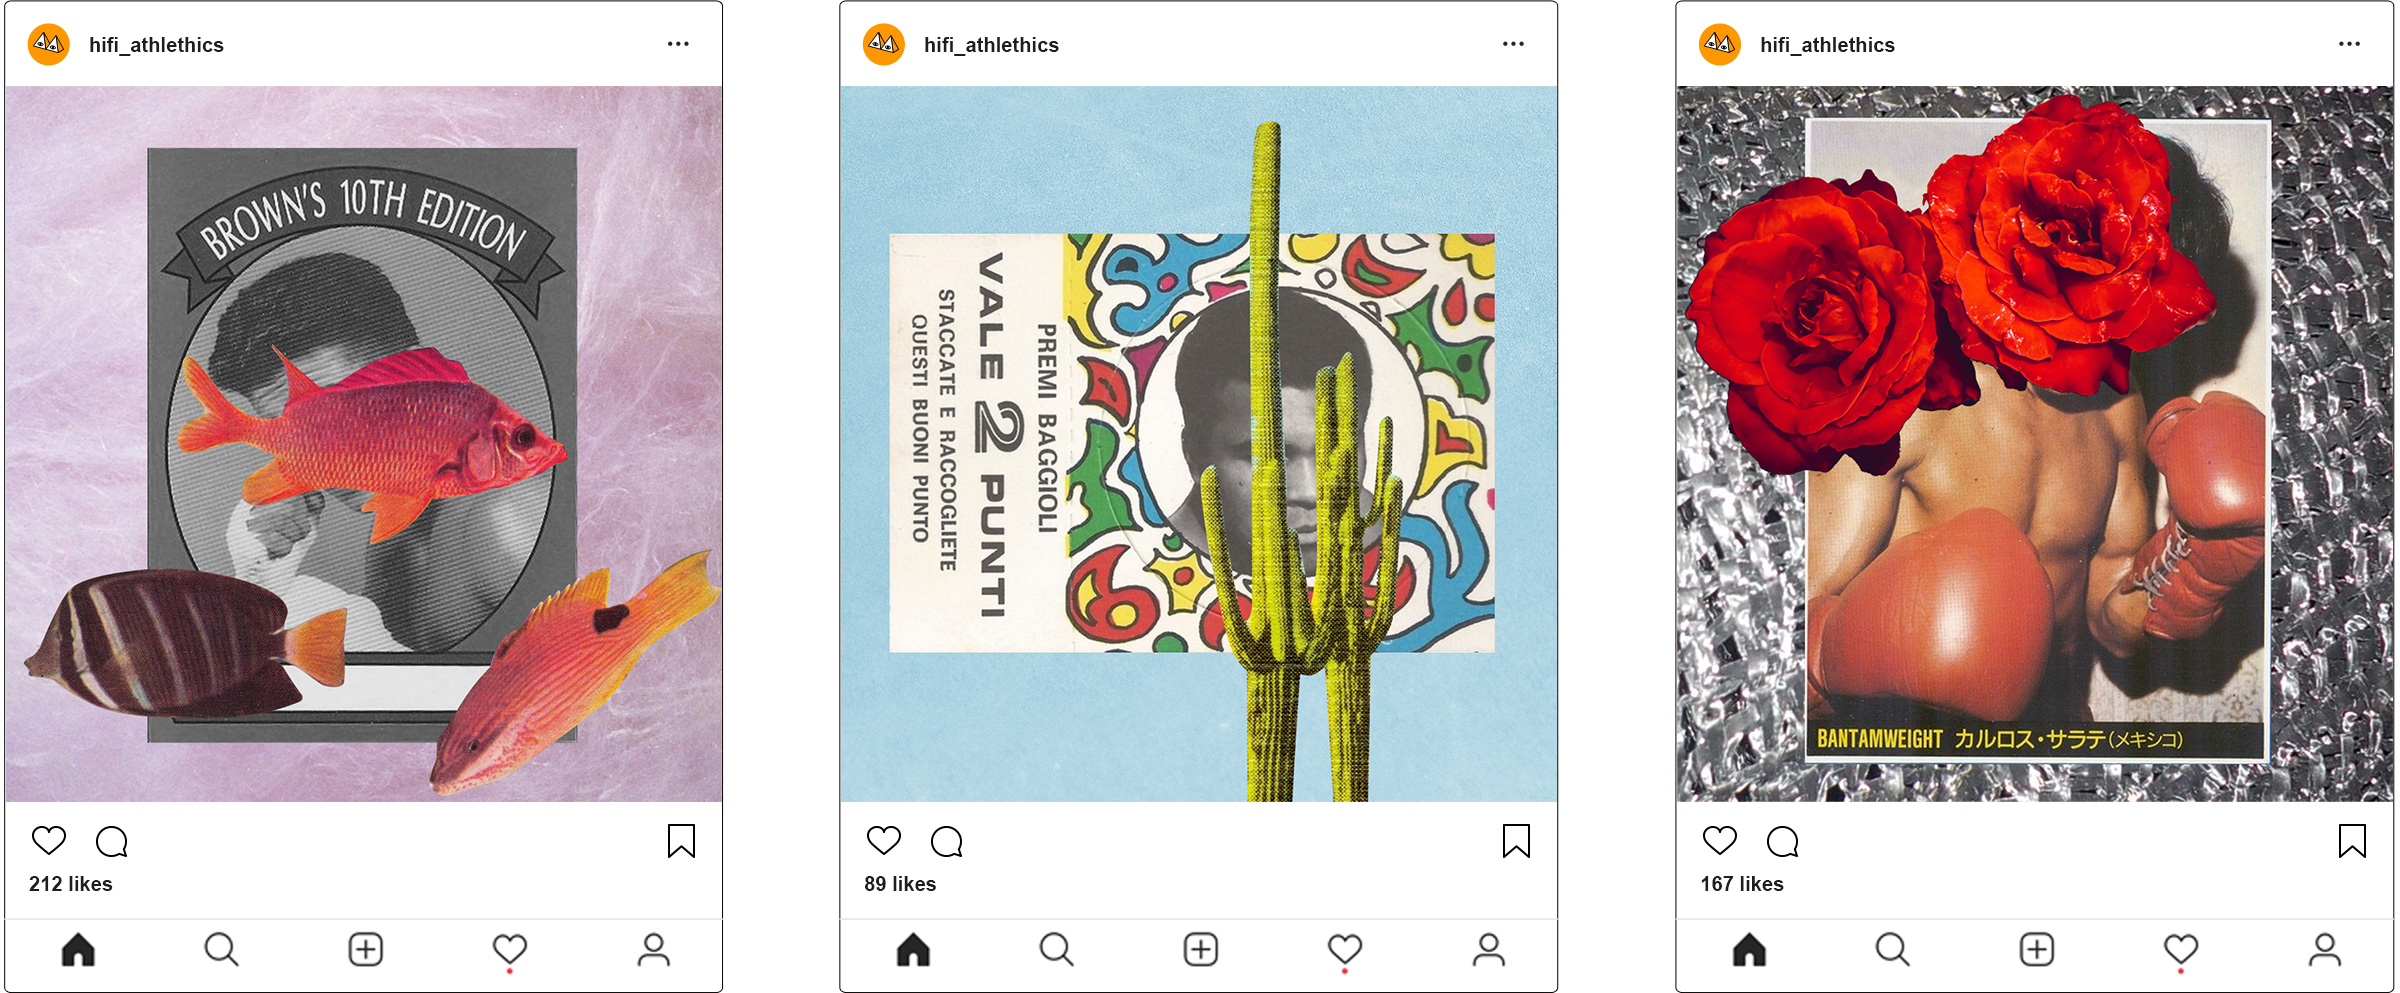 hifi_athlethics
BROWN'S 10TH EDITION
212 likes
hifi_athlethics
PREMI BAGGIOLI
VALE 2 PUNTI
STACCATE E RACCOGLIETE
QUESTI BUONI PUNTO
89 likes
hifi_athlethics
BANTAMWEIGHT カルロス・サラテ(メキシコ)
167 likes